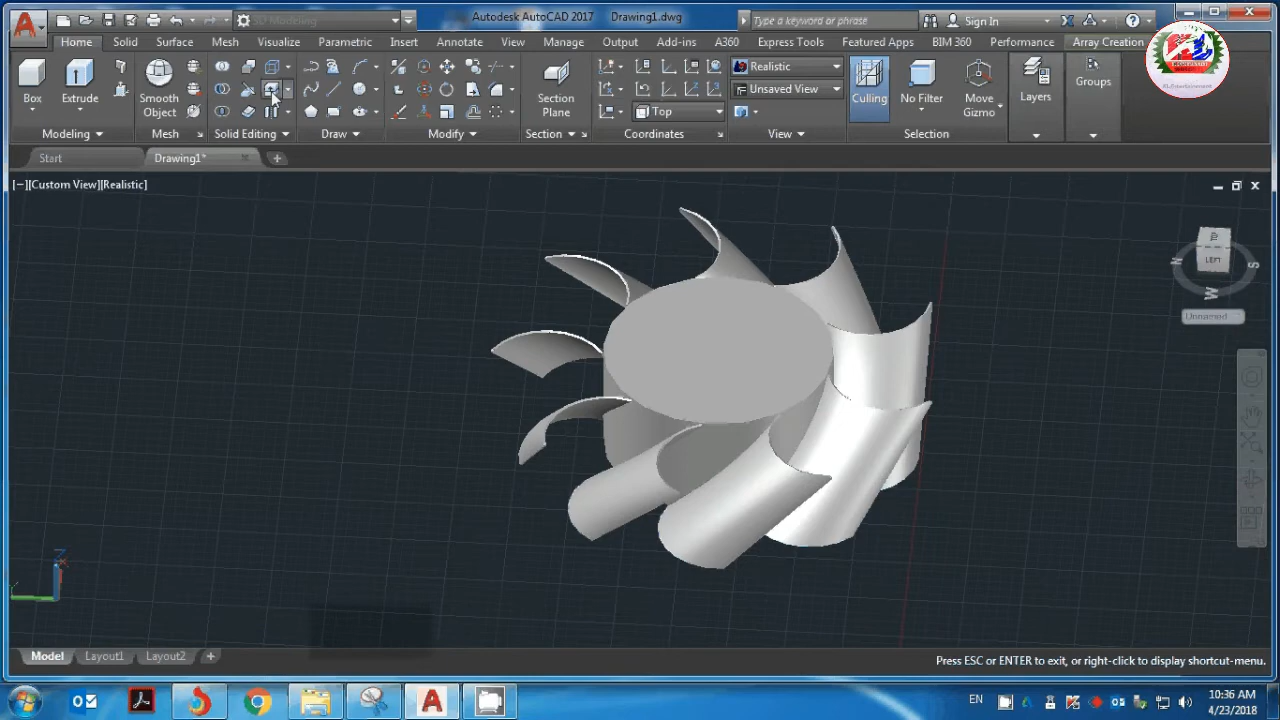 3D Modeling
Autodesk AutoCAD 2017 Drawing1.dwg
Type a keyword or phrase
Sign In
Home Solid Surface Mesh Visualize Parametric Insert Annotate Manage Output Add-ins A360 Express Tools Featured Apps BIM 360 Performance Array Creation
Realistic
Unsaved View
Top
Box Extrude Smooth Object
Section Plane
Culling No Filter Move Gizmo
Layers
Groups
Modeling Mesh Solid Editing Draw Modify Section Coordinates View Selection
Start Drawing1*
[−][Custom View][Realistic]
LEFT
N
S
W
Unnamed
Z
X
Model Layout1 Layout2
Press ESC or ENTER to exit, or right-click to display shortcut-menu.
EN
10:36 AM
4/23/2018